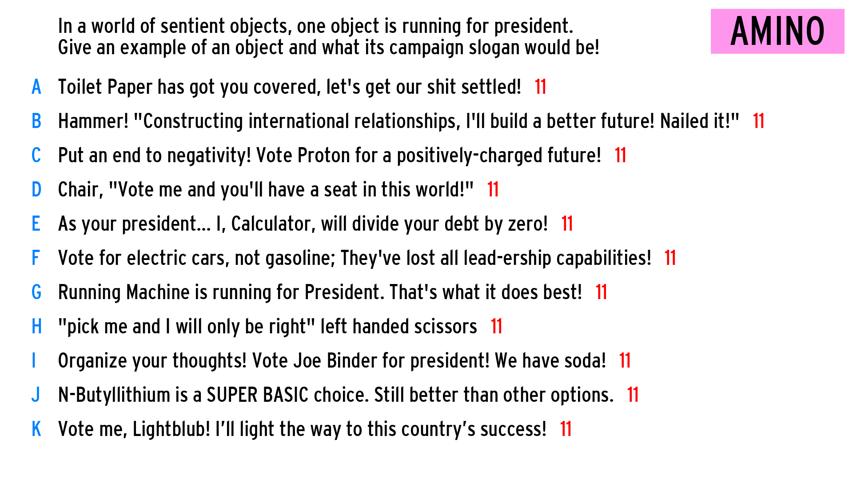 In a world of sentient objects, one object is running for president.
Give an example of an object and what its campaign slogan would be!
AMINO
A Toilet Paper has got you covered, let's get our shit settled! 11
B Hammer! "Constructing international relationships, I'll build a better future! Nailed it!" 11
C Put an end to negativity! Vote Proton for a positively-charged future! 11
D Chair, "Vote me and you'll have a seat in this world!" 11
E As your president... I, Calculator, will divide your debt by zero! 11
F Vote for electric cars, not gasoline; They've lost all lead-ership capabilities! 11
G Running Machine is running for President. That's what it does best! 11
H "pick me and I will only be right" left handed scissors 11
I Organize your thoughts! Vote Joe Binder for president! We have soda! 11
J N-Butyllithium is a SUPER BASIC choice. Still better than other options. 11
K Vote me, Lightblub! I’ll light the way to this country’s success! 11